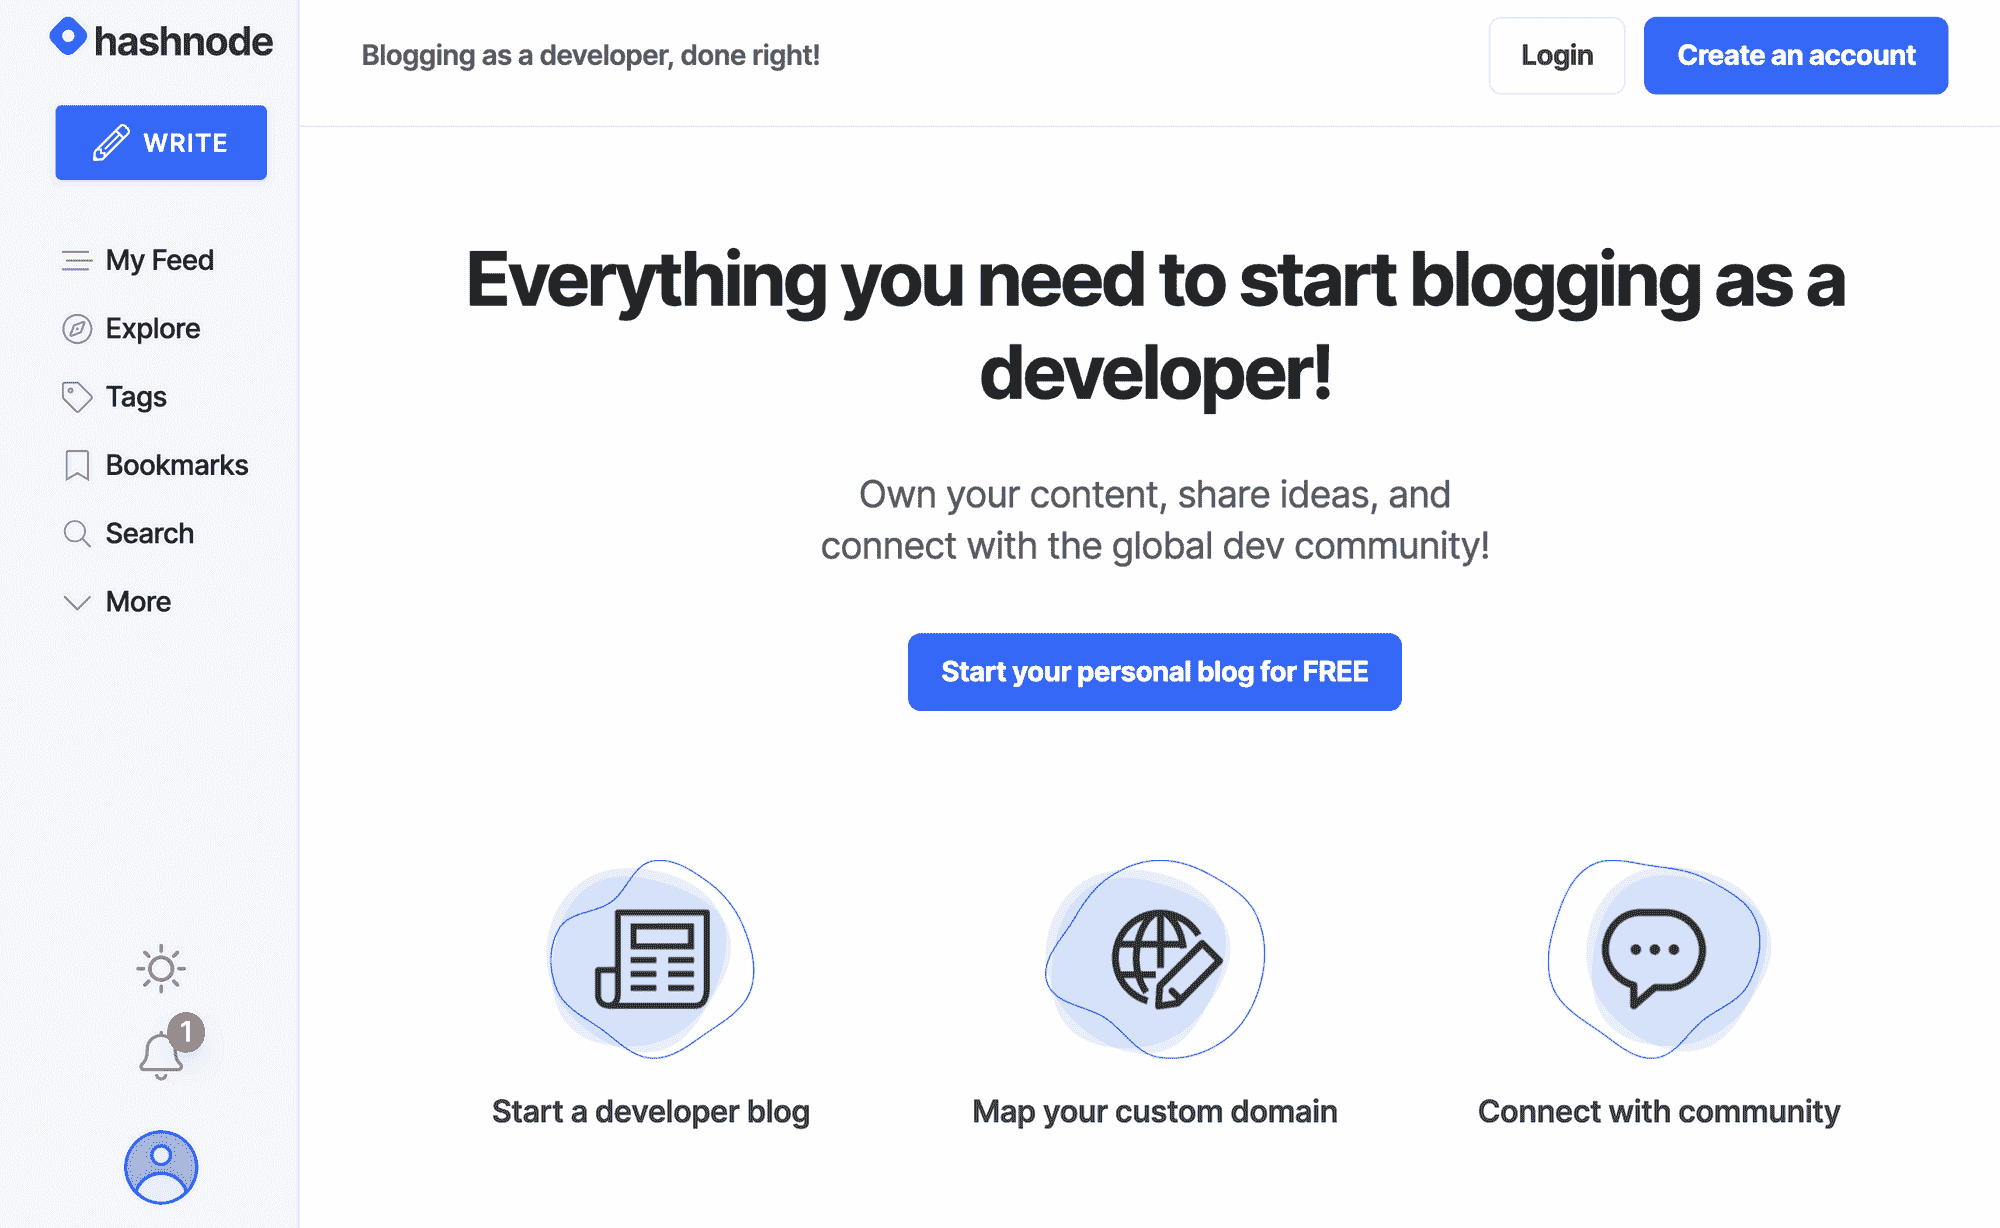 hashnode
WRITE
My Feed
Explore
Tags
Bookmarks
Search
More
1
Blogging as a developer, done right!
Login
Create an account
Everything you need to start blogging as a
developer!
Own your content, share ideas, and
connect with the global dev community!
Start your personal blog for FREE
Start a developer blog
Map your custom domain
Connect with community